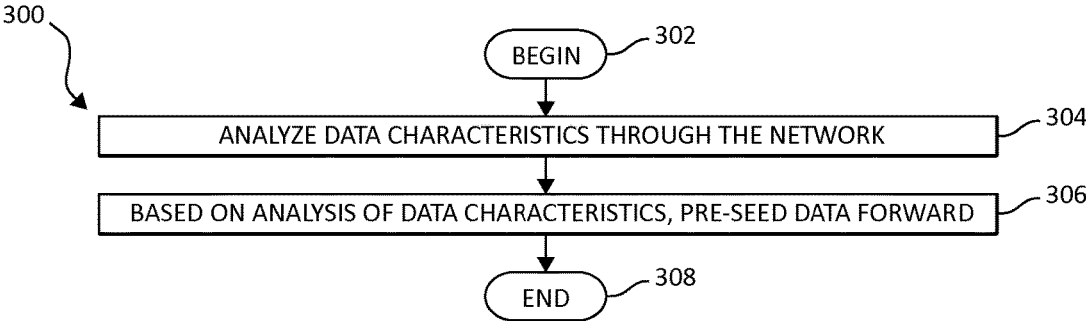 300
BEGIN
302
ANALYZE DATA CHARACTERISTICS THROUGH THE NETWORK
304
BASED ON ANALYSIS OF DATA CHARACTERISTICS, PRE-SEED DATA FORWARD
306
END
308